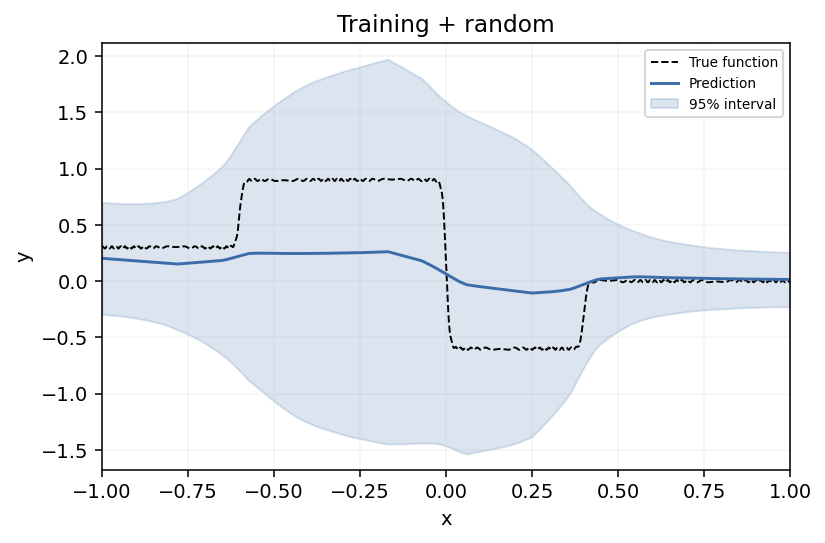 Training + random
True function
Prediction
95% interval
2.0
1.5
1.0
0.5
0.0
−0.5
−1.0
−1.5
y
−1.00 −0.75 −0.50 −0.25 0.00 0.25 0.50 0.75 1.00
x